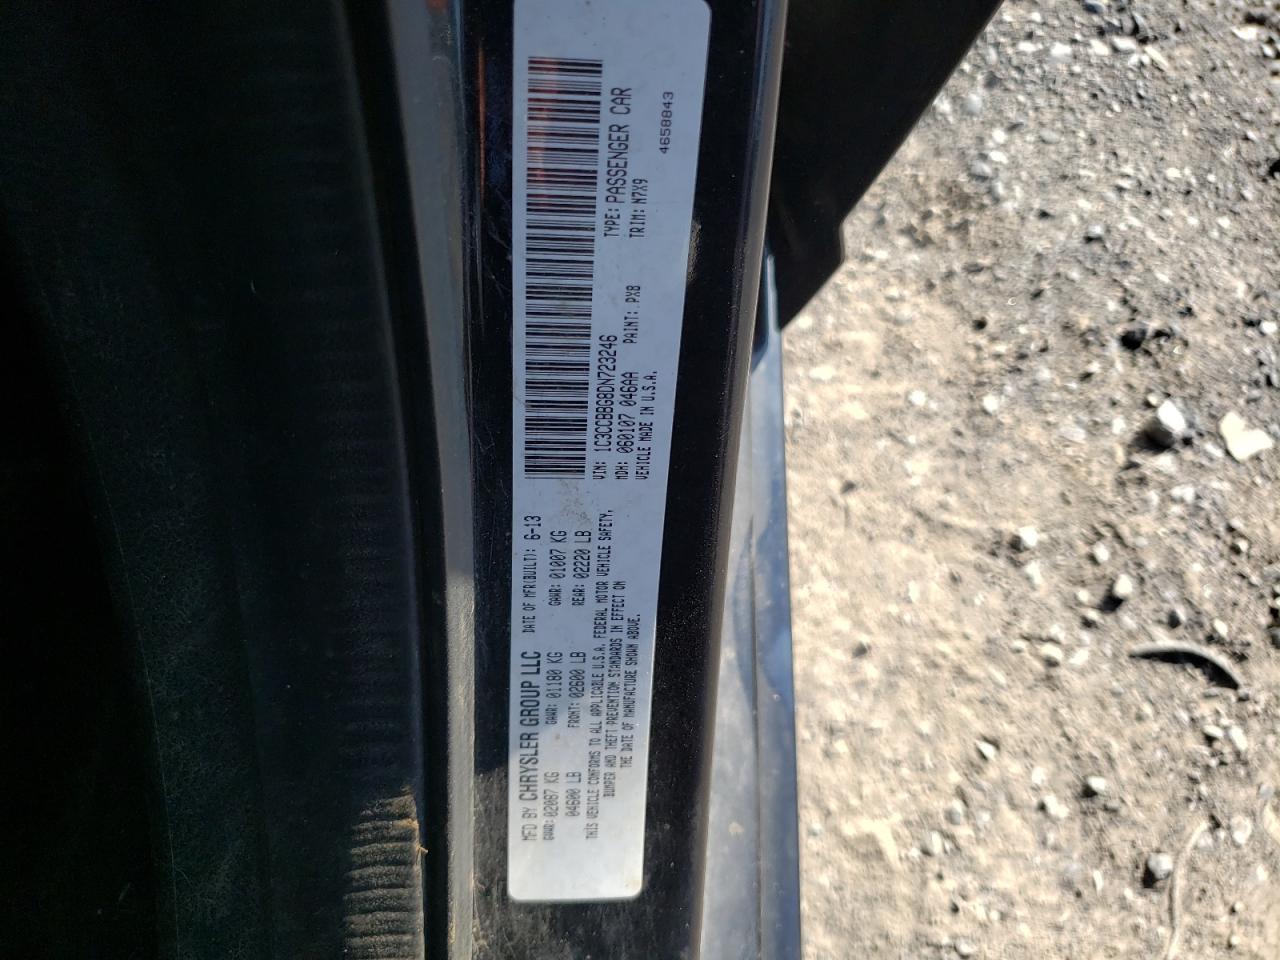 MFD BY CHRYSLER GROUP LLC DATE OF MFR(BUILT): 6-13
GVWR: 02087 KG GAWR: 01180 KG GAWR: 01007 KG
04600 LB FRONT: 02600 LB REAR: 02220 LB
THIS VEHICLE CONFORMS TO ALL APPLICABLE U.S.A. FEDERAL MOTOR VEHICLE SAFETY,
BUMPER AND THEFT PREVENTION STANDARDS IN EFFECT ON
THE DATE OF MANUFACTURE SHOWN ABOVE.
VIN: 1C3CCBBG8DN723246 TYPE: PASSENGER CAR
MDH: 060107 046AA PAINT: PX8 TRIM: N7X9
VEHICLE MADE IN U.S.A.
4658843